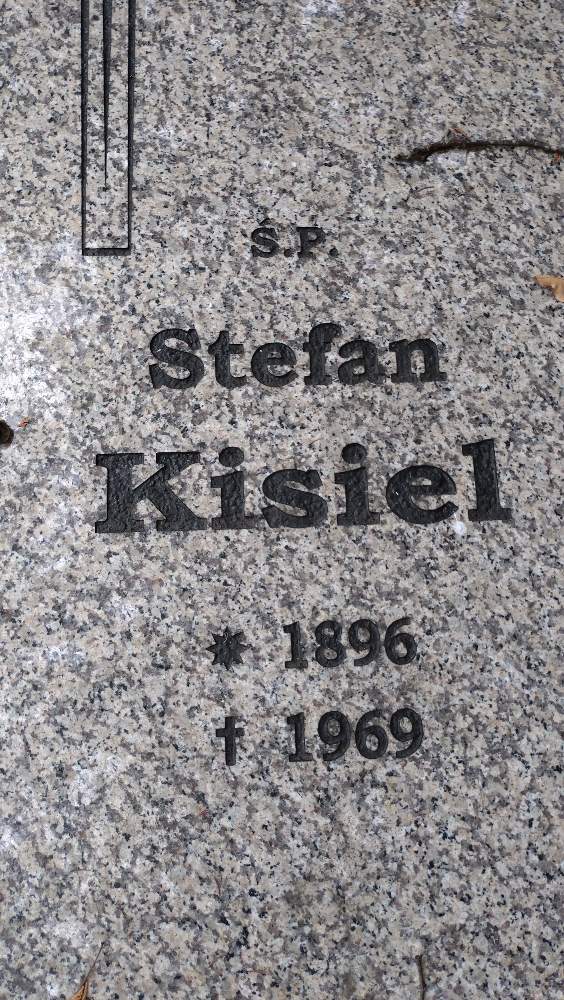 Ś.P.
Stefan
Kisiel
* 1896
† 1969